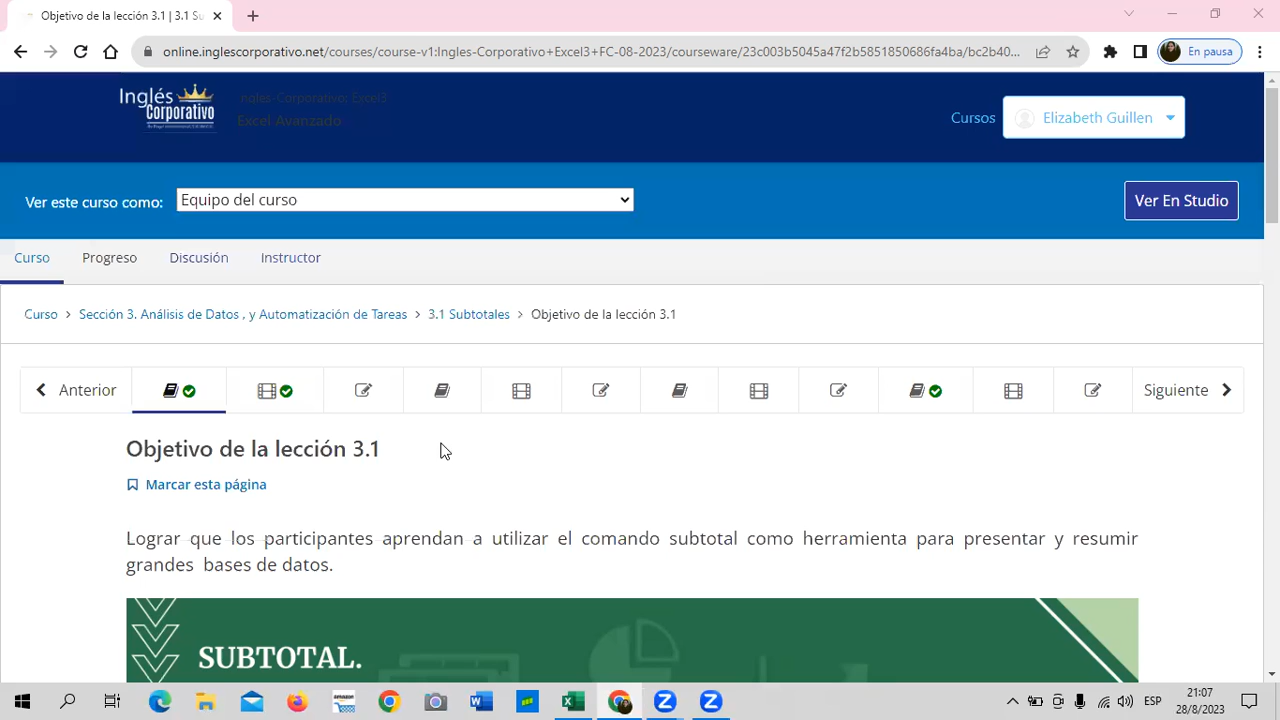 Objetivo de la lección 3.1 | 3.1 Su
online.inglescorporativo.net/courses/course-v1:Ingles-Corporativo+Excel3+FC-08-2023/courseware/23c003b5045a47f2b5851850686fa4ba/bc2b40...
En pausa
Inglés
Corporativo
Ingles-Corporativo: Excel3
Excel Avanzado
Cursos
Elizabeth Guillen
Ver este curso como:
Equipo del curso
Ver En Studio
Curso
Progreso
Discusión
Instructor
Curso > Sección 3. Análisis de Datos , y Automatización de Tareas > 3.1 Subtotales > Objetivo de la lección 3.1
Anterior
Siguiente
Objetivo de la lección 3.1
Marcar esta página
Lograr que los participantes aprendan a utilizar el comando subtotal como herramienta para presentar y resumir
grandes bases de datos.
SUBTOTAL.
ESP
21:07
28/8/2023